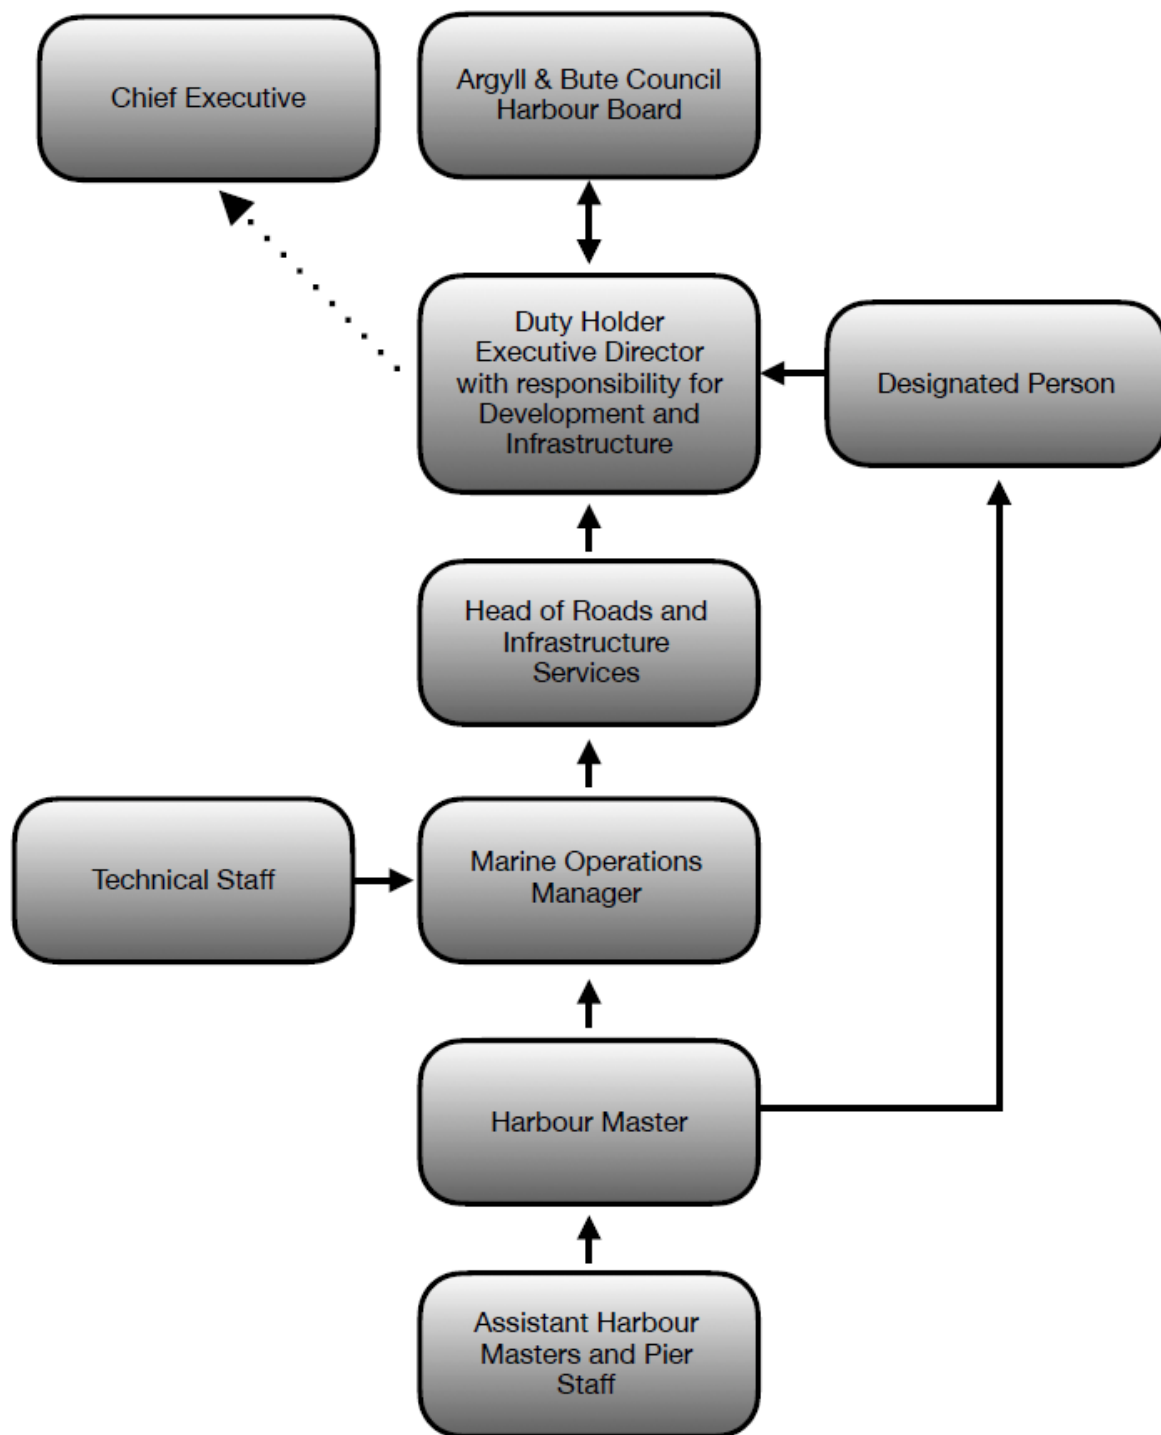 Chief Executive
Argyll & Bute Council
Harbour Board
Duty Holder
Executive Director
with responsibility for
Development and
Infrastructure
Designated Person
Head of Roads and
Infrastructure
Services
Technical Staff
Marine Operations
Manager
Harbour Master
Assistant Harbour
Masters and Pier
Staff